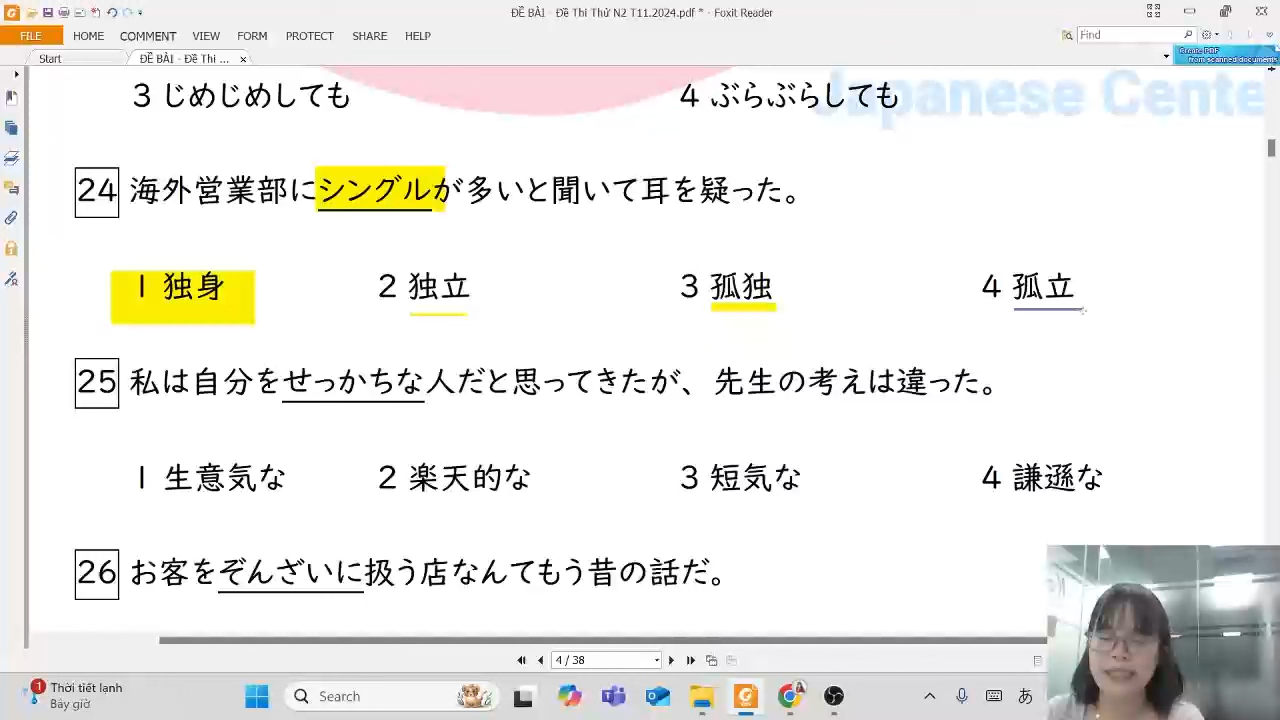 ĐỀ BÀI - Đề Thi Thử N2 T11.2024.pdf * - Foxit Reader
FILE HOME COMMENT VIEW FORM PROTECT SHARE HELP
Find
Start ĐỀ BÀI - Đề Thi ... x
Create PDF
from scanned documents
Japanese Cente
3 じめじめしても 4 ぶらぶらしても
24 海外営業部にシングルが多いと聞いて耳を疑った。
1 独身 2 独立 3 孤独 4 孤立
25 私は自分をせっかちな人だと思ってきたが、先生の考えは違った。
1 生意気な 2 楽天的な 3 短気な 4 謙遜な
26 お客をぞんざいに扱う店なんてもう昔の話だ。
4 / 38
1
Thời tiết lạnh
Bây giờ
Search
あ